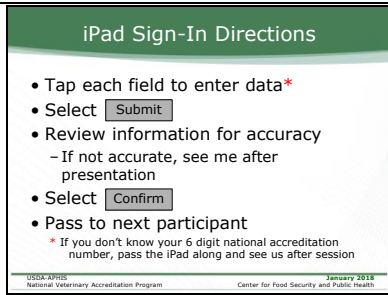 iPad Sign-In Directions
• Tap each field to enter data*
• Select Submit
• Review information for accuracy
– If not accurate, see me after
presentation
• Select Confirm
• Pass to next participant
* If you don't know your 6 digit national accreditation
number, pass the iPad along and see us after session
USDA-APHIS January 2018
National Veterinary Accreditation Program Center for Food Security and Public Health